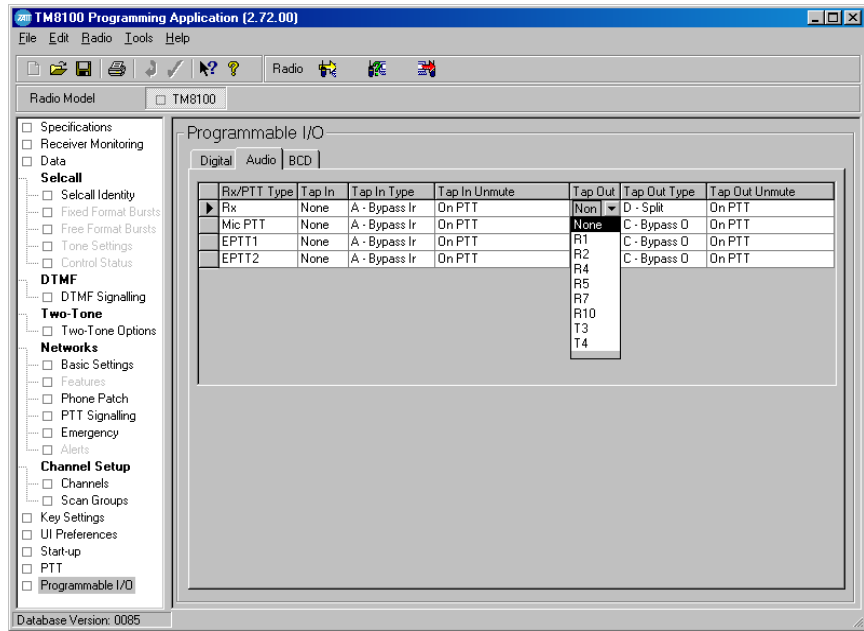 TAIT TM8100 Programming Application (2.72.00)
File Edit Radio Tools Help
Radio
Radio Model TM8100
Specifications
Receiver Monitoring
Data
Selcall
Selcall Identity
Fixed Format Bursts
Free Format Bursts
Tone Settings
Control Status
DTMF
DTMF Signalling
Two-Tone
Two-Tone Options
Networks
Basic Settings
Features
Phone Patch
PTT Signalling
Emergency
Alerts
Channel Setup
Channels
Scan Groups
Key Settings
UI Preferences
Start-up
PTT
Programmable I/O
Programmable I/O
Digital Audio BCD
Rx/PTT Type Tap In Tap In Type Tap In Unmute Tap Out Tap Out Type Tap Out Unmute
Rx None A - Bypass Ir On PTT Non D - Split On PTT
Mic PTT None A - Bypass Ir On PTT C - Bypass O On PTT
EPTT1 None A - Bypass Ir On PTT C - Bypass O On PTT
EPTT2 None A - Bypass Ir On PTT C - Bypass O On PTT
None
R1
R2
R4
R5
R7
R10
T3
T4
Database Version: 0085